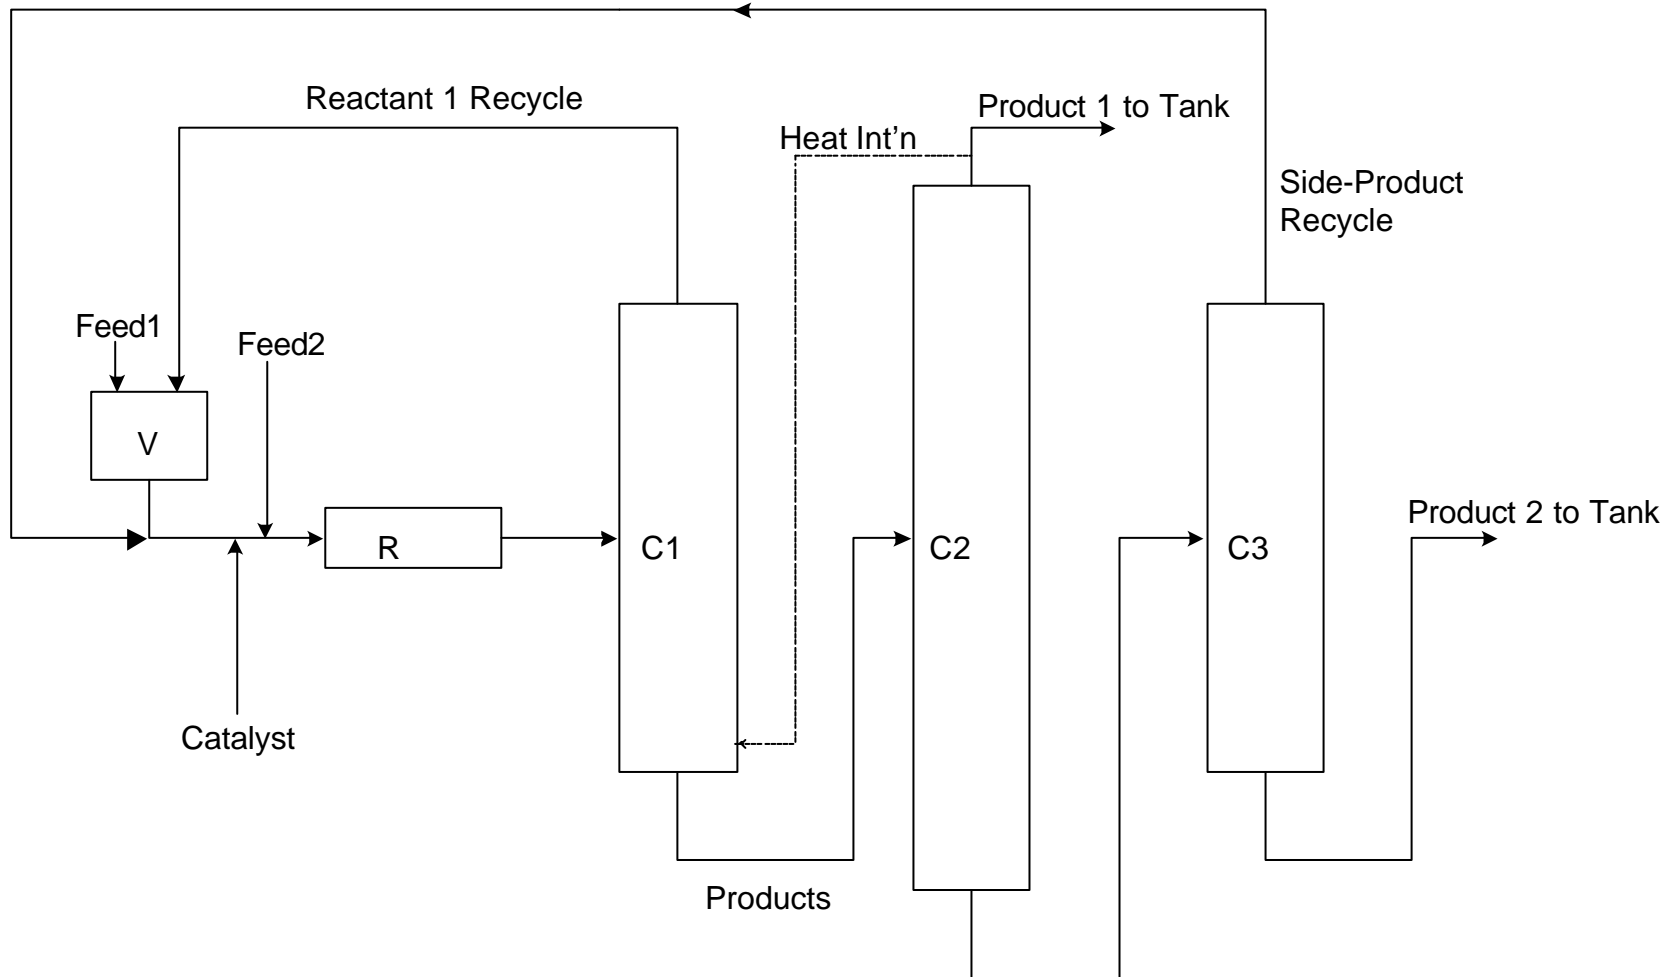 Reactant 1 Recycle
Product 1 to Tank
Heat Int’n
Side-Product
Recycle
Feed1
Feed2
V
Product 2 to Tank
R
C1
C2
C3
Catalyst
Products